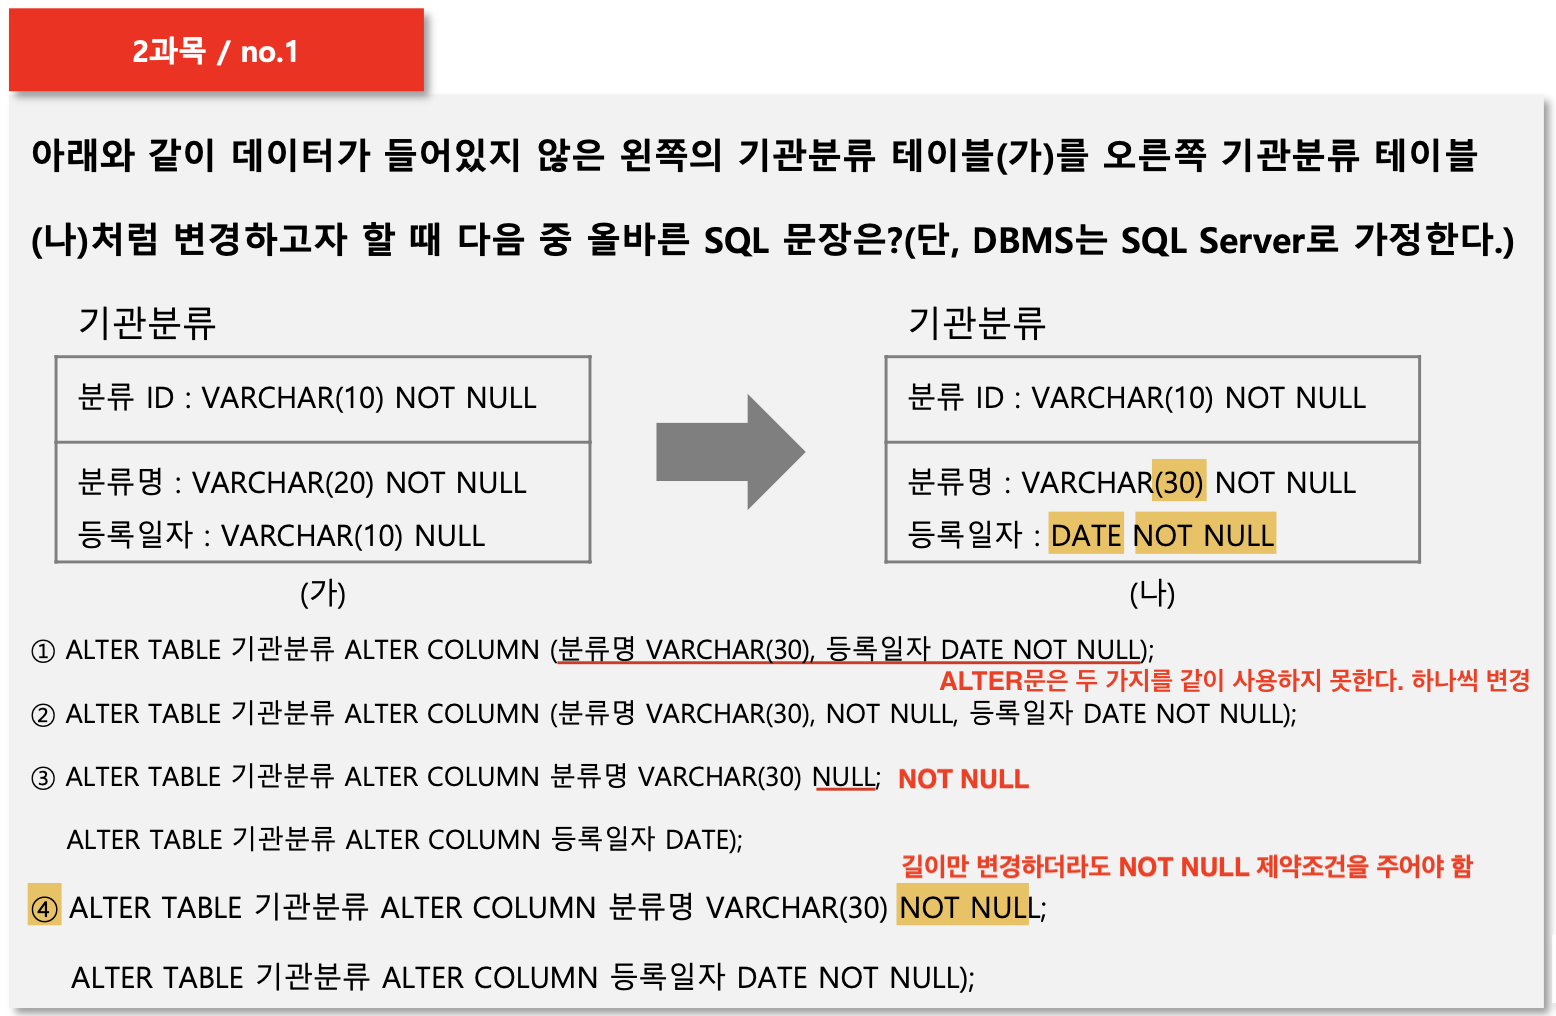 2과목 / no.1
아래와 같이 데이터가 들어있지 않은 왼쪽의 기관분류 테이블(가)를 오른쪽 기관분류 테이블
(나)처럼 변경하고자 할 때 다음 중 올바른 SQL 문장은?(단, DBMS는 SQL Server로 가정한다.)
기관분류
분류 ID : VARCHAR(10) NOT NULL
분류명 : VARCHAR(20) NOT NULL
등록일자 : VARCHAR(10) NULL
(가)
기관분류
분류 ID : VARCHAR(10) NOT NULL
분류명 : VARCHAR(30) NOT NULL
등록일자 : DATE NOT NULL
(나)
① ALTER TABLE 기관분류 ALTER COLUMN (분류명 VARCHAR(30), 등록일자 DATE NOT NULL);
ALTER문은 두 가지를 같이 사용하지 못한다. 하나씩 변경
② ALTER TABLE 기관분류 ALTER COLUMN (분류명 VARCHAR(30), NOT NULL, 등록일자 DATE NOT NULL);
③ ALTER TABLE 기관분류 ALTER COLUMN 분류명 VARCHAR(30) NULL; NOT NULL
ALTER TABLE 기관분류 ALTER COLUMN 등록일자 DATE);
길이만 변경하더라도 NOT NULL 제약조건을 주어야 함
④ ALTER TABLE 기관분류 ALTER COLUMN 분류명 VARCHAR(30) NOT NULL;
ALTER TABLE 기관분류 ALTER COLUMN 등록일자 DATE NOT NULL);